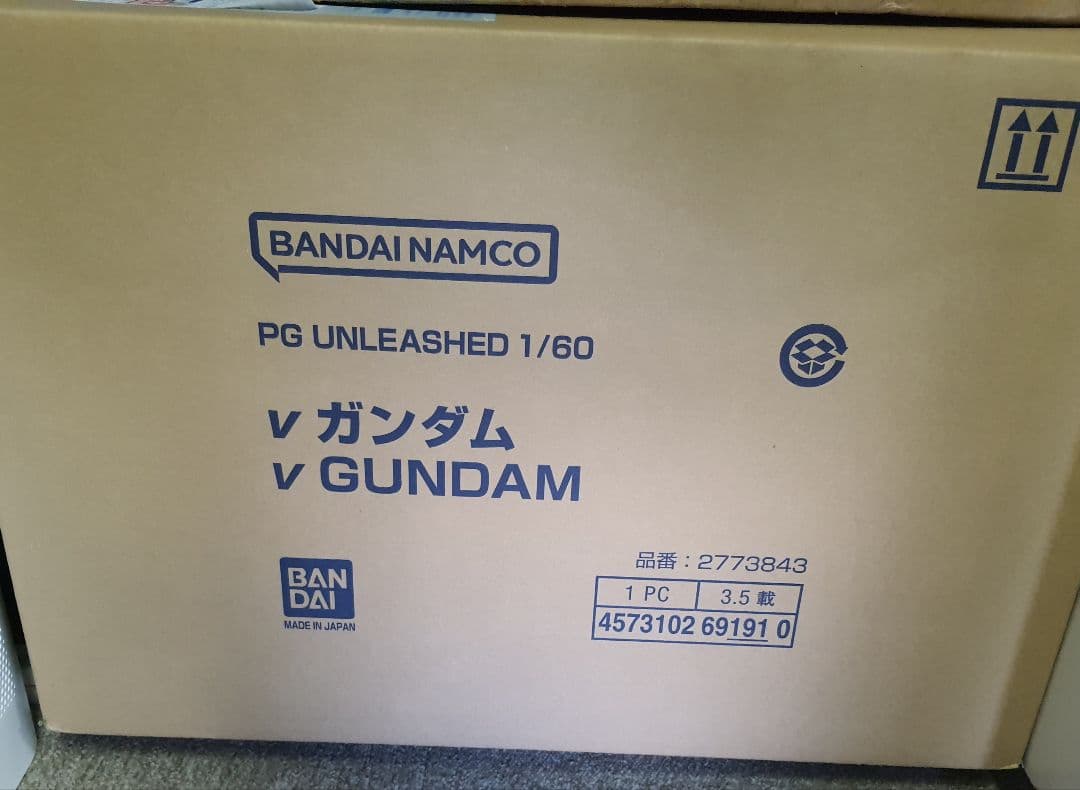 BANDAI NAMCO
PG UNLEASHED 1/60
ν ガンダム
ν GUNDAM
BAN
DAI
MADE IN JAPAN
品番：2773843
1 PC 3.5 載
4573102 69191 0